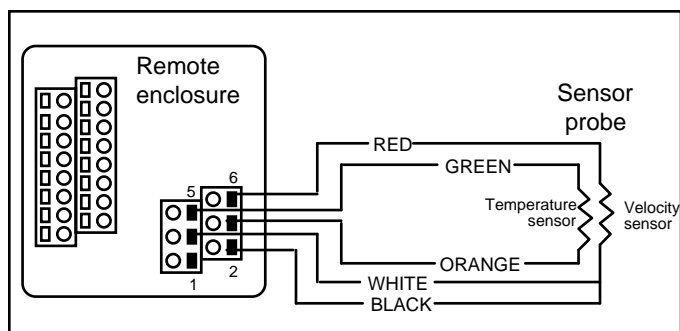 Remote
enclosure
Sensor
probe
RED
GREEN
5
6
Temperature
sensor
Velocity
sensor
ORANGE
1
2
WHITE
BLACK